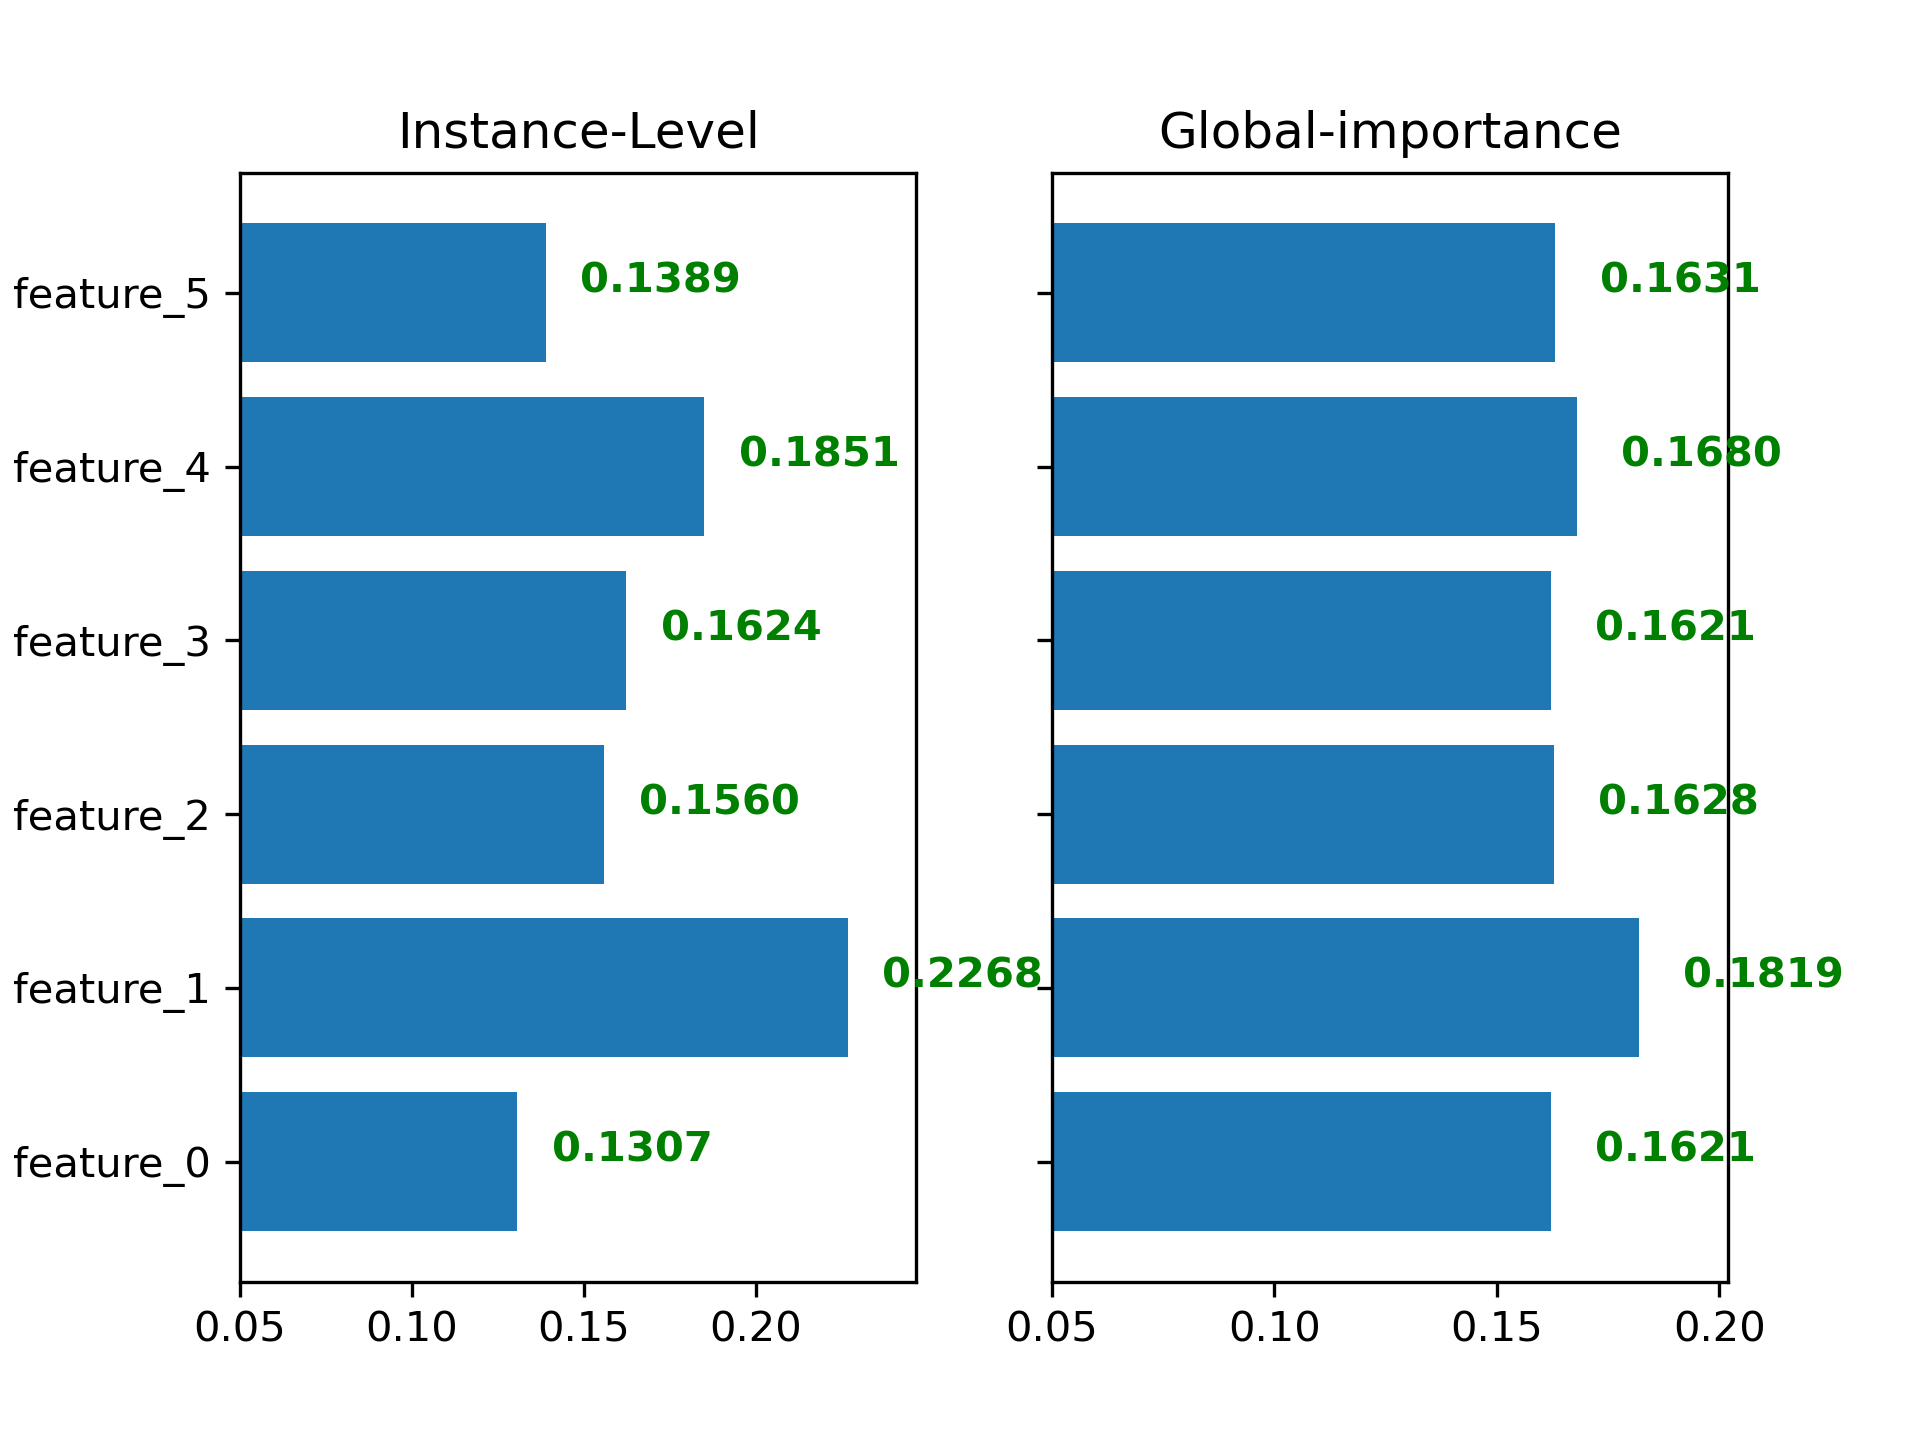 Instance-Level
feature_5
0.1389
feature_4
0.1851
feature_3
0.1624
feature_2
0.1560
feature_1
0.2268
feature_0
0.1307
0.05 0.10 0.15 0.20
Global-importance
0.1631
0.1680
0.1621
0.1628
0.1819
0.1621
0.05 0.10 0.15 0.20